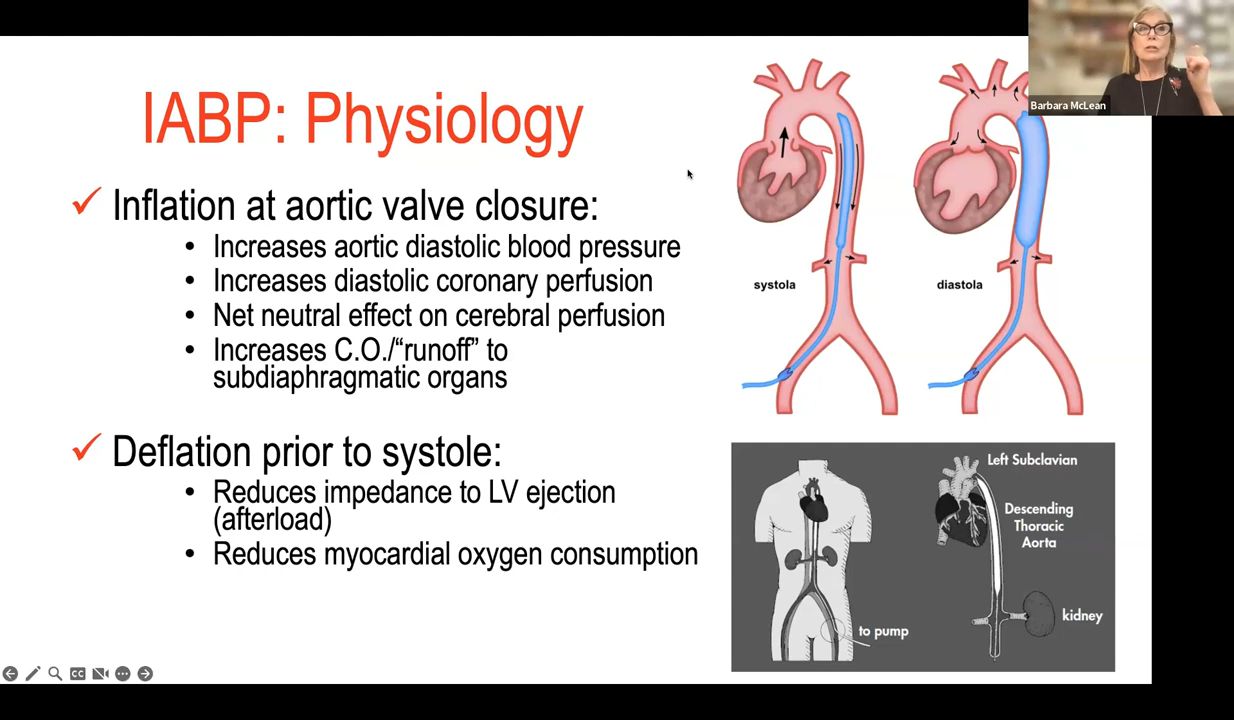 IABP: Physiology
Inflation at aortic valve closure:
Increases aortic diastolic blood pressure
Increases diastolic coronary perfusion
Net neutral effect on cerebral perfusion
Increases C.O./“runoff” to
subdiaphragmatic organs
Deflation prior to systole:
Reduces impedance to LV ejection
(afterload)
Reduces myocardial oxygen consumption
systola
diastola
Barbara McLean
Left Subclavian
Descending
Thoracic
Aorta
kidney
to pump
CC